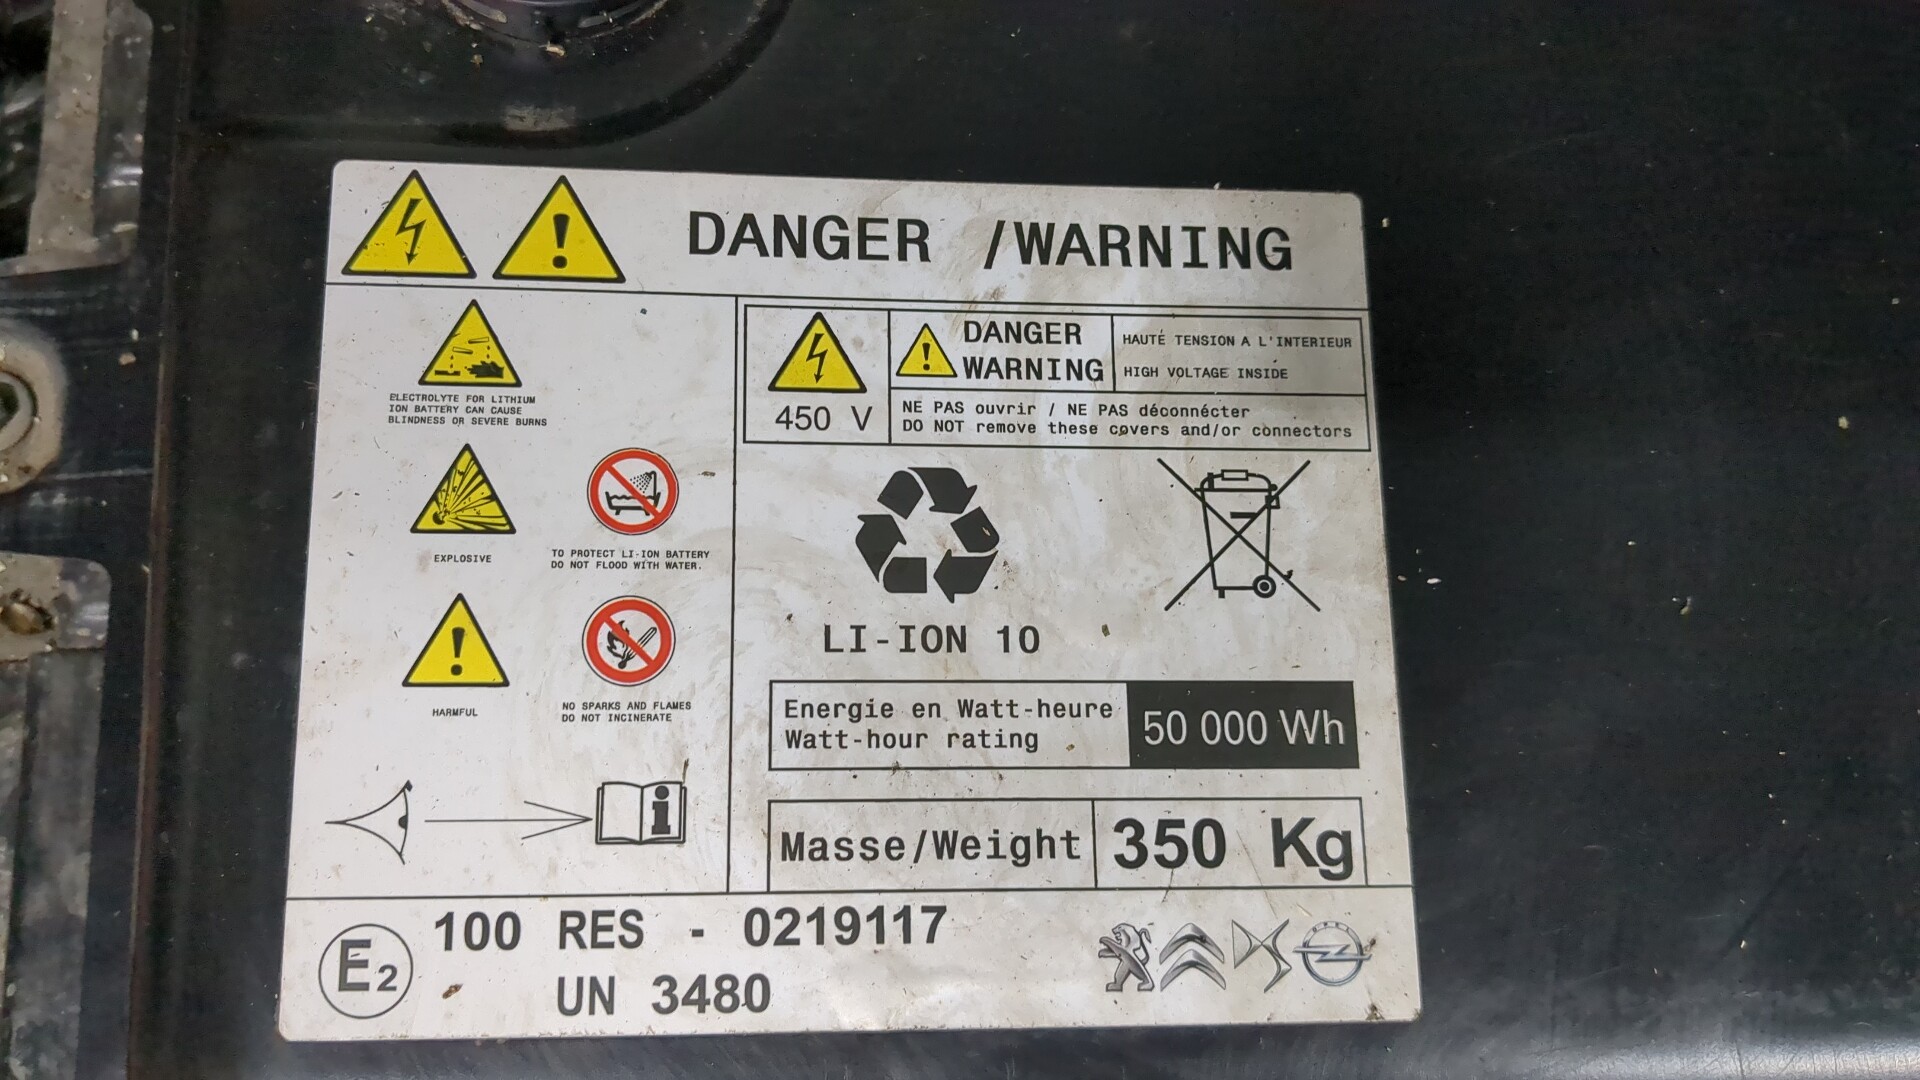 DANGER /WARNING
ELECTROLYTE FOR LITHIUM
ION BATTERY CAN CAUSE
BLINDNESS OR SEVERE BURNS
EXPLOSIVE
TO PROTECT LI-ION BATTERY
DO NOT FLOOD WITH WATER.
HARMFUL
NO SPARKS AND FLAMES
DO NOT INCINERATE
450 V
DANGER
WARNING
HAUTE TENSION A L'INTERIEUR
HIGH VOLTAGE INSIDE
NE PAS ouvrir / NE PAS déconnécter
DO NOT remove these covers and/or connectors
LI-ION 10
Energie en Watt-heure
Watt-hour rating
50 000 Wh
Masse/Weight
350 Kg
E2
100 RES - 0219117
UN 3480
OPEL